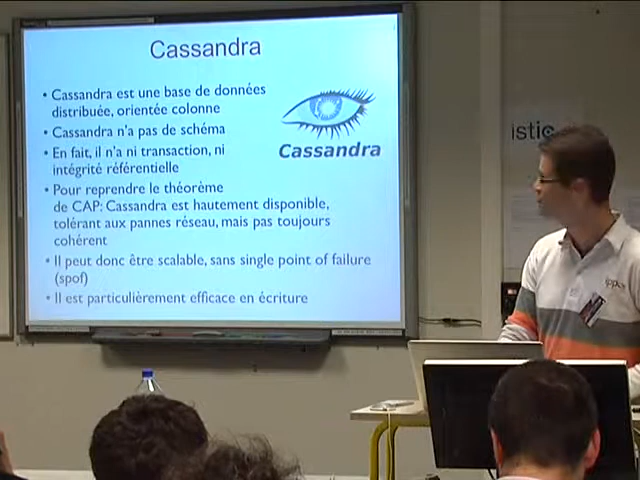 Cassandra
• Cassandra est une base de données
distribuée, orientée colonne
• Cassandra n'a pas de schéma
• En fait, il n'a ni transaction, ni
intégrité référentielle
• Pour reprendre le théorème
de CAP: Cassandra est hautement disponible,
tolérant aux pannes réseau, mais pas toujours
cohérent
• Il peut donc être scalable, sans single point of failure
(spof)
• Il est particulièrement efficace en écriture
Cassandra
istic